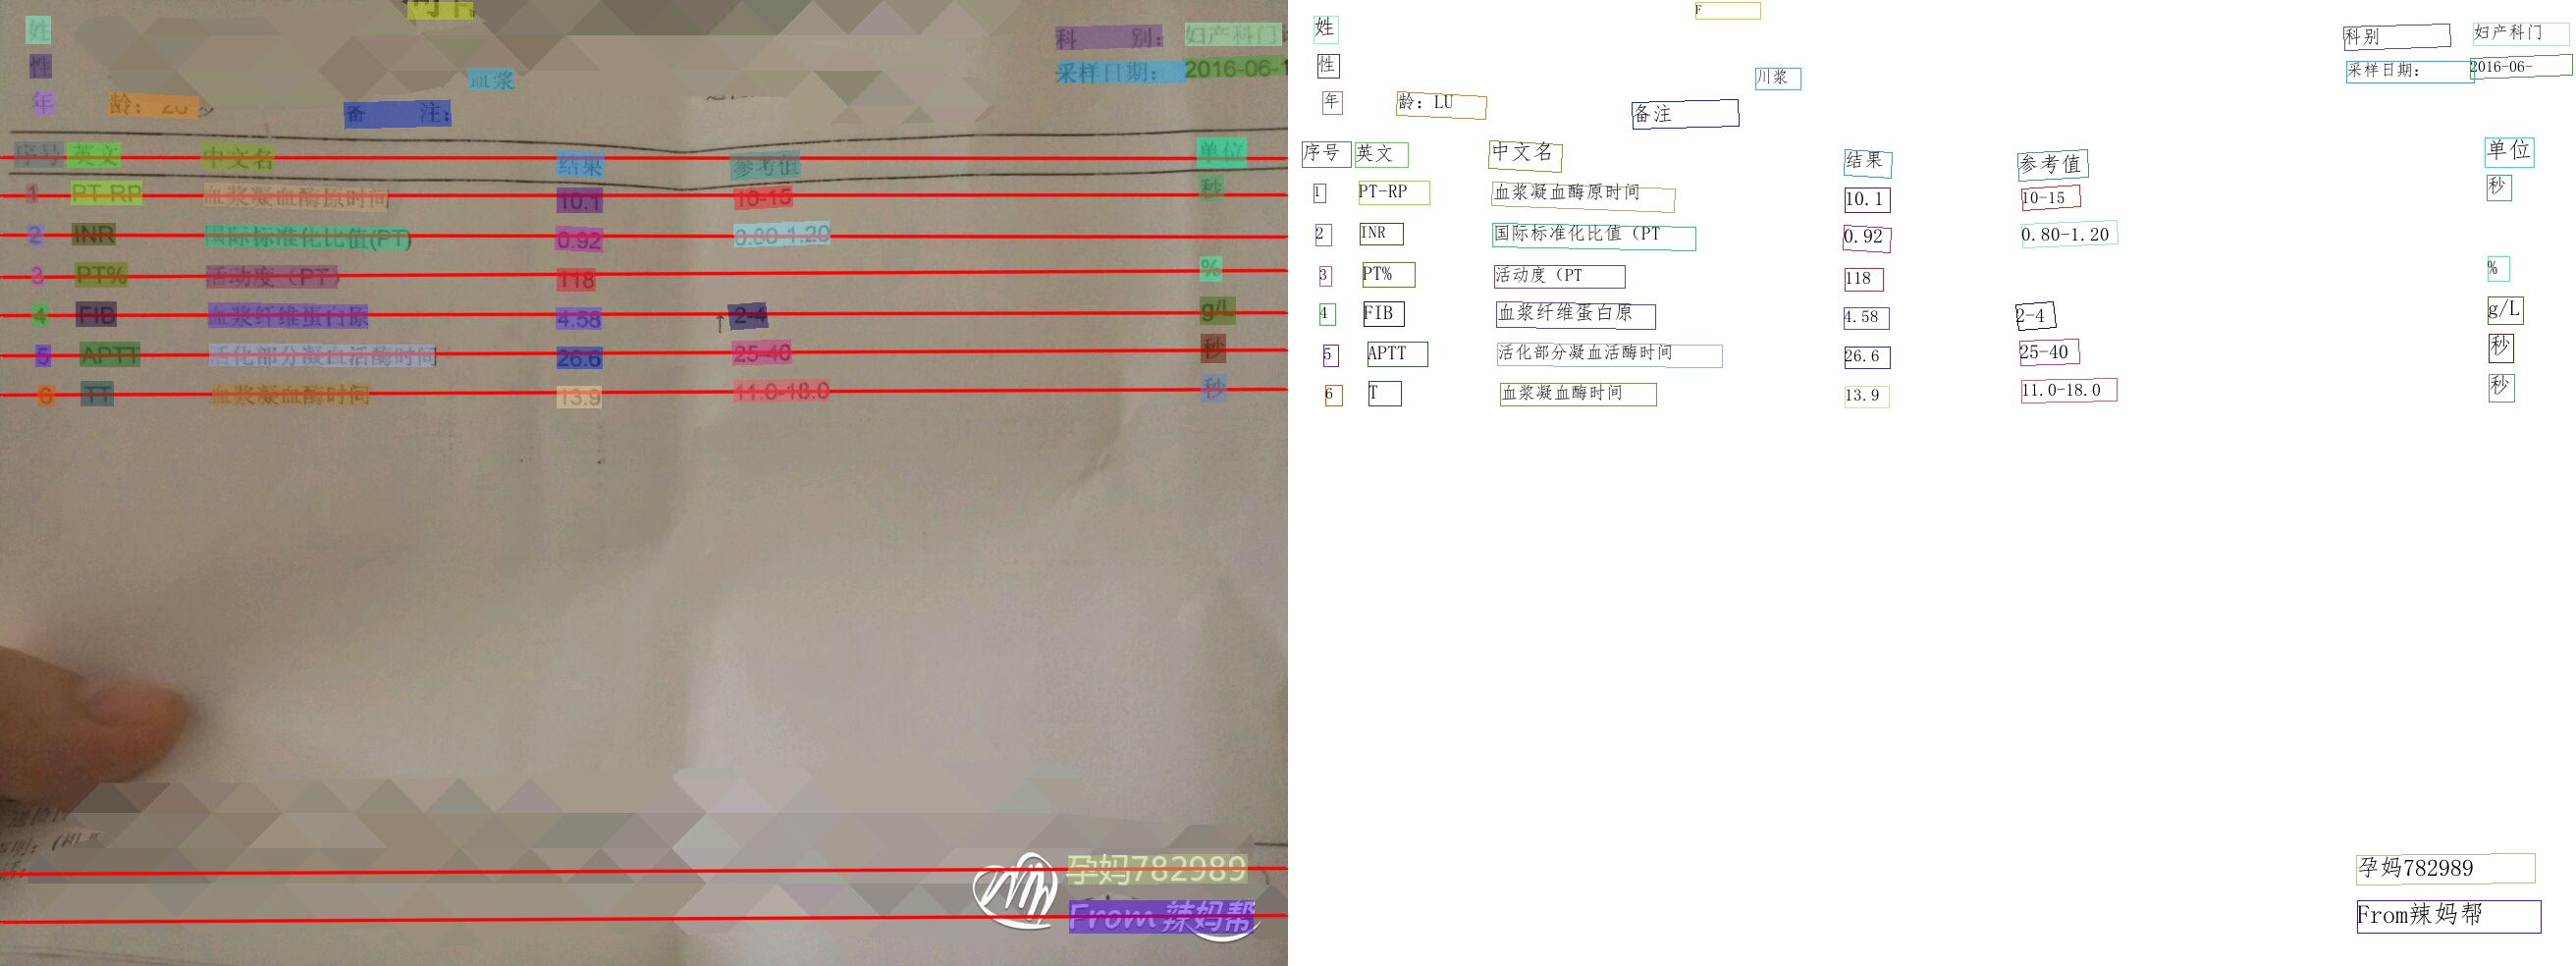 姓 科 别： 妇产科门 姓 F 科别 妇产科门
性 血浆 采样日期： 2016-06-1 性 川浆 采样日期： 2016-06-
年 龄： 备 注： 年 龄：LU 备注
序号 英文 中文名 结果 参考值 单位 序号 英文 中文名 结果 参考值 单位
1 PT-RP 血浆凝血酶原时间 10.1 10-15 秒 1 PT-RP 血浆凝血酶原时间 10.1 10-15 秒
2 INR 国际标准化比值(PT) 0.92 0.80-1.20 2 INR 国际标准化比值（PT 0.92 0.80-1.20
3 PT% 活动度（PT） 118 % 3 PT% 活动度（PT 118 %
4 FIB 血浆纤维蛋白原 4.58 ↑ 2-4 g/L 4 FIB 血浆纤维蛋白原 4.58 2-4 g/L
5 APTT 活化部分凝血活酶时间 26.6 25-40 秒 5 APTT 活化部分凝血活酶时间 26.6 25-40 秒
6 TT 血浆凝血酶时间 13.9 11.0-18.0 秒 6 T 血浆凝血酶时间 13.9 11.0-18.0 秒
孕妈782989 孕妈782989
From 辣妈帮 From辣妈帮